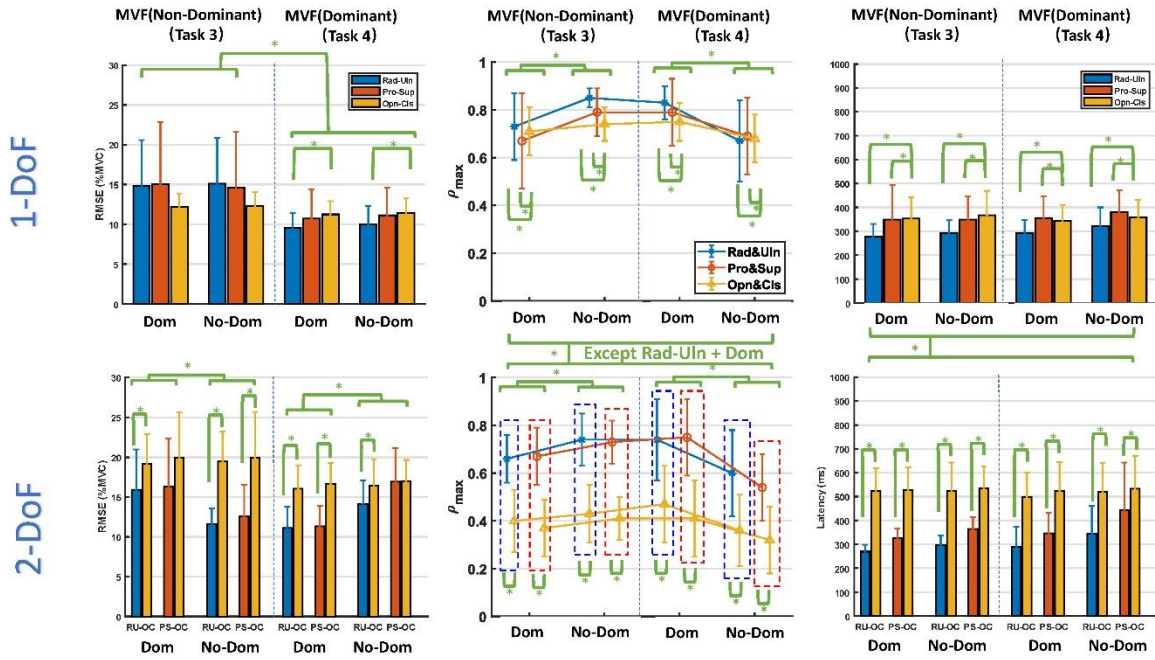 MVF(Non-Dominant)
(Task 3)
MVF(Dominant)
(Task 4)
MVF(Non-Dominant)
(Task 3)
MVF(Dominant)
(Task 4)
MVF(Non-Dominant)
(Task 3)
MVF(Dominant)
(Task 4)
1-DoF
RMSE (%MVC)
30
25
20
15
10
5
0
*
*
*
Rad-Uln
Pro-Sup
Opn-Cls
Dom
No-Dom
Dom
No-Dom
ρmax
1
0.8
0.6
0.4
0.2
0
*
*
*
*
*
*
*
*
*
*
Rad&Uln
Pro&Sup
Opn&Cls
Dom
No-Dom
Dom
No-Dom
1000
900
800
700
600
500
400
300
200
100
0
*
*
*
*
*
*
*
*
Rad-Uln
Pro-Sup
Opn-Cls
Dom
No-Dom
Dom
No-Dom
* Except Rad-Uln + Dom
*
2-DoF
RMSE (%MVC)
30
25
20
15
10
5
0
*
*
*
*
*
*
*
*
RU-OC PS-OC
RU-OC PS-OC
RU-OC PS-OC
RU-OC PS-OC
Dom
No-Dom
Dom
No-Dom
ρmax
1
0.8
0.6
0.4
0.2
0
*
*
*
*
*
*
*
*
*
*
Dom
No-Dom
Dom
No-Dom
Latency (ms)
1000
900
800
700
600
500
400
300
200
100
0
*
*
*
*
*
*
*
*
RU-OC PS-OC
RU-OC PS-OC
RU-OC PS-OC
RU-OC PS-OC
Dom
No-Dom
Dom
No-Dom